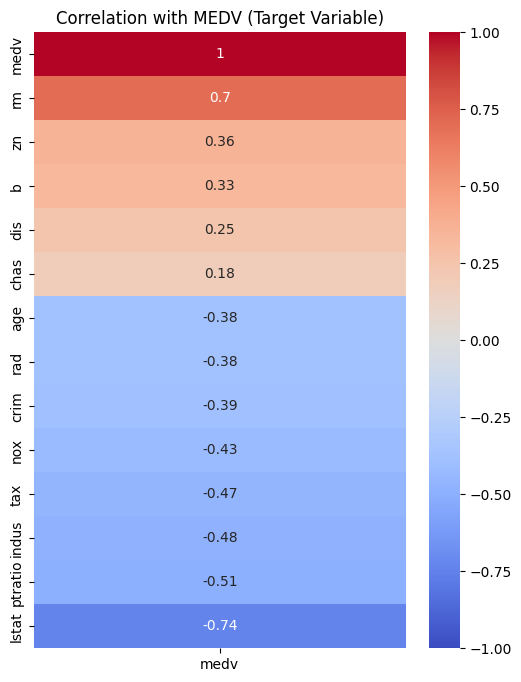 Correlation with MEDV (Target Variable)
medv 1
rm 0.7
zn 0.36
b 0.33
dis 0.25
chas 0.18
age -0.38
rad -0.38
crim -0.39
nox -0.43
tax -0.47
indus -0.48
ptratio -0.51
lstat -0.74
medv
1.00
0.75
0.50
0.25
0.00
−0.25
−0.50
−0.75
−1.00